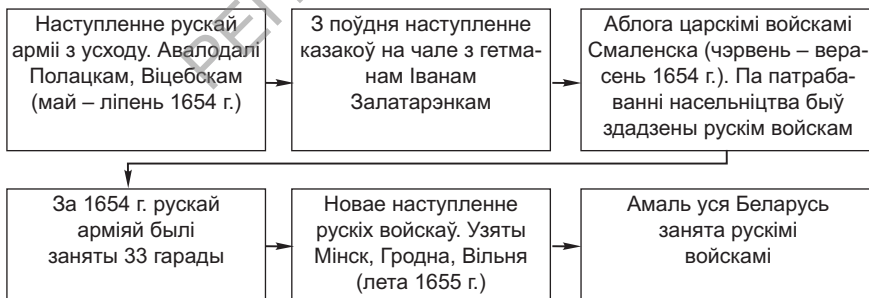 Наступленне рускай
арміі з усходу. Авалодалі
Полацкам, Віцебскам
(май – ліпень 1654 г.)
З поўдня наступленне
казакоў на чале з гетма-
нам Іванам
Залатарэнкам
Аблога царскімі войскамі
Смаленска (чэрвень – вера-
сень 1654 г.). Па патраба-
ванні насельніцтва быў
здадзены рускім войскам
За 1654 г. рускай
арміяй былі
заняты 33 гарады
Новае наступленне
рускіх войскаў. Узяты
Мінск, Гродна, Вільня
(лета 1655 г.)
Амаль уся Беларусь
занята рускімі
войскамі